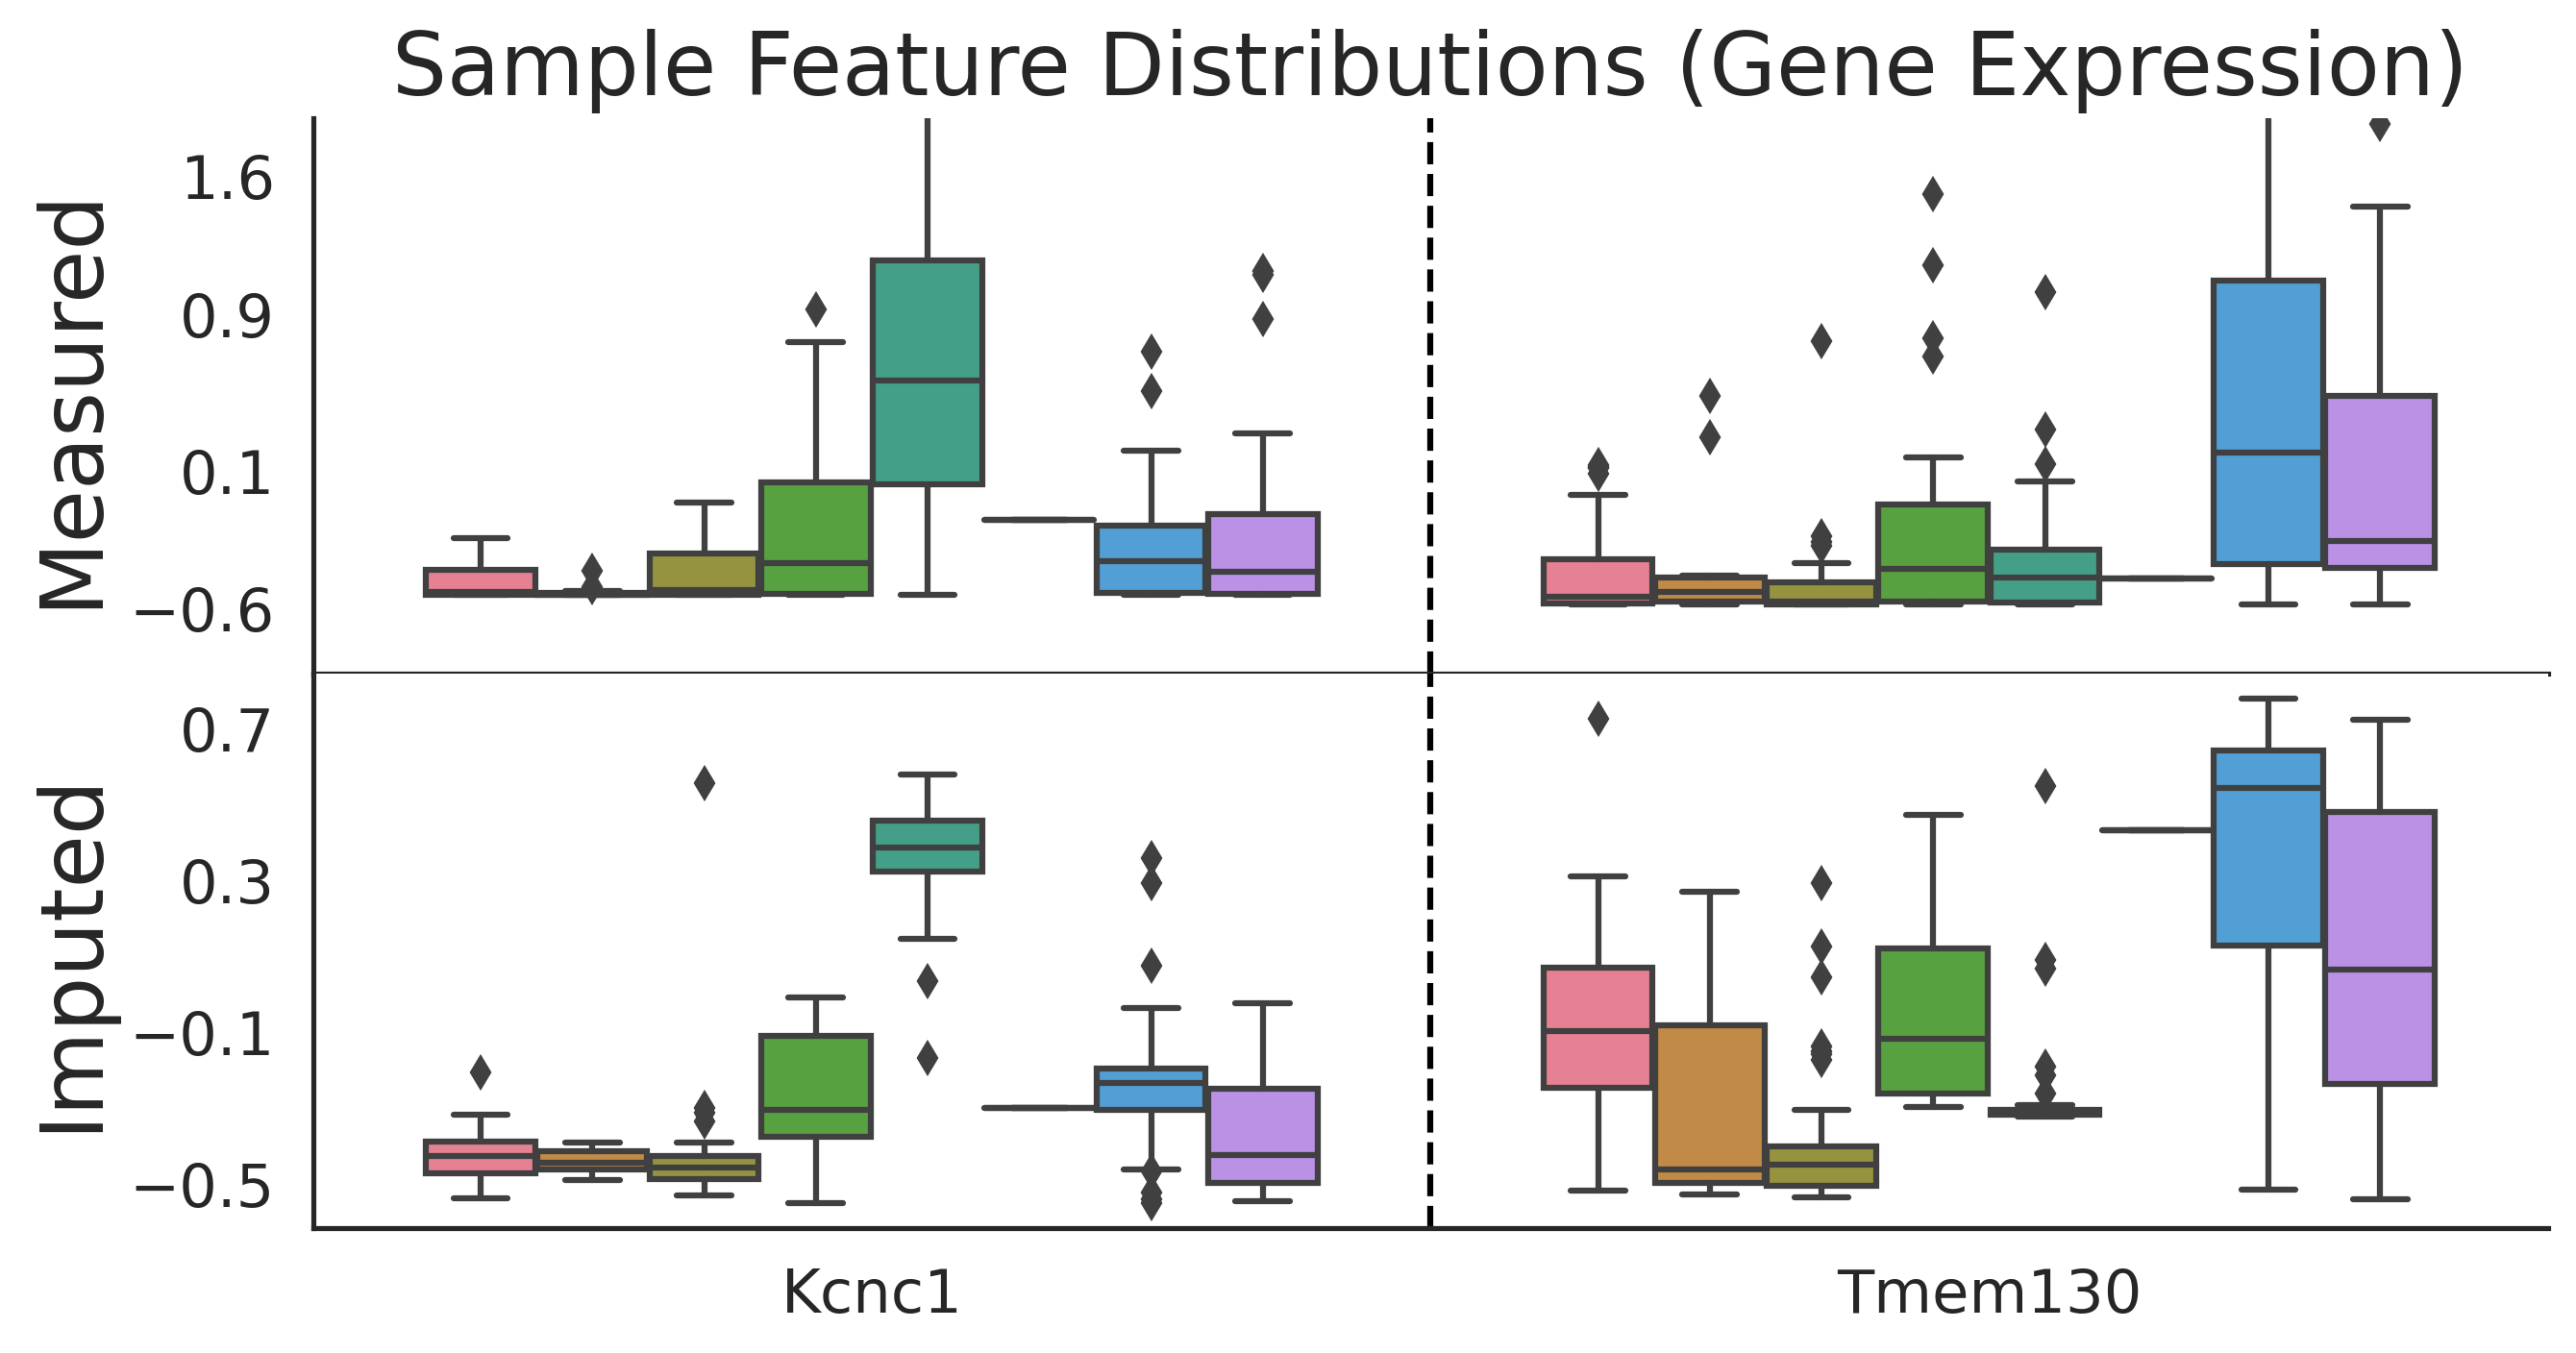 Sample Feature Distributions (Gene Expression)
Measured
1.6
0.9
0.1
−0.6
Imputed
0.7
0.3
−0.1
−0.5
Kcnc1
Tmem130